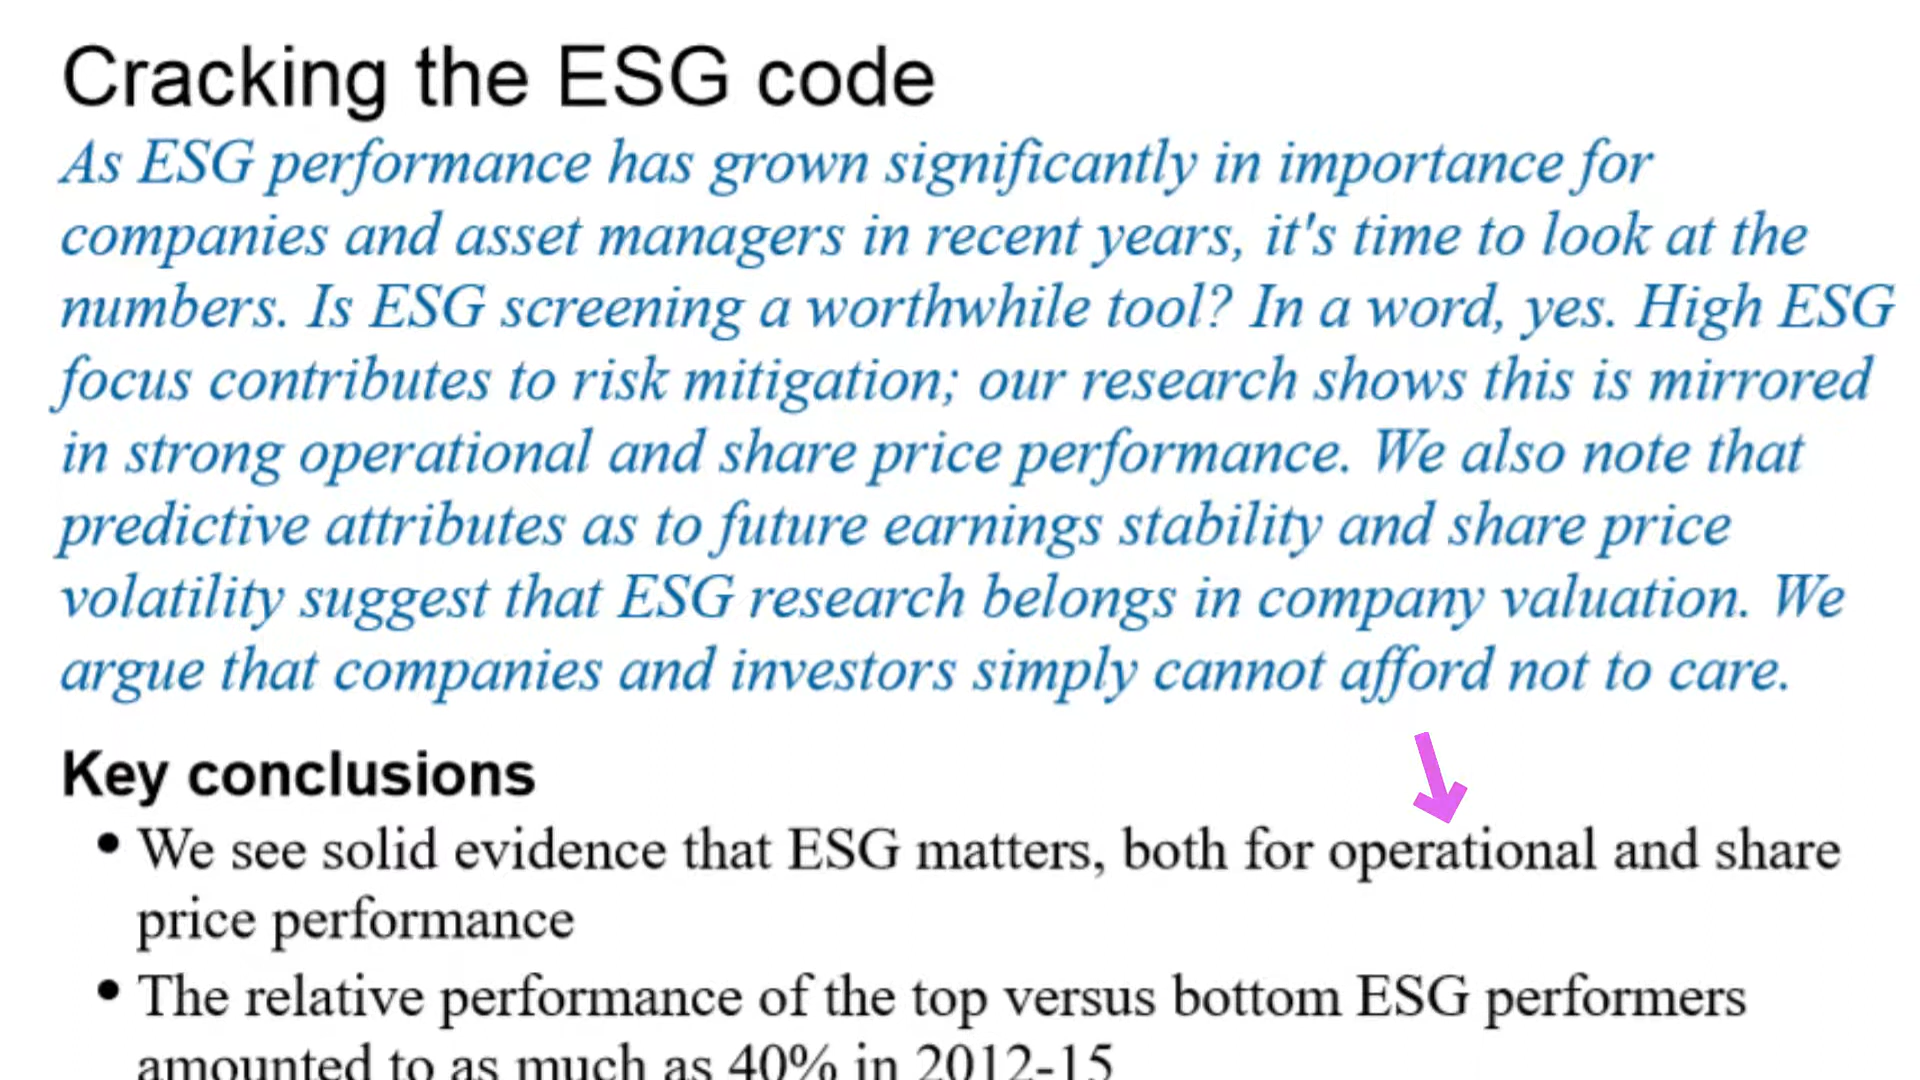 Cracking the ESG code
As ESG performance has grown significantly in importance for
companies and asset managers in recent years, it's time to look at the
numbers. Is ESG screening a worthwhile tool? In a word, yes. High ESG
focus contributes to risk mitigation; our research shows this is mirrored
in strong operational and share price performance. We also note that
predictive attributes as to future earnings stability and share price
volatility suggest that ESG research belongs in company valuation. We
argue that companies and investors simply cannot afford not to care.
Key conclusions
• We see solid evidence that ESG matters, both for operational and share
price performance
• The relative performance of the top versus bottom ESG performers
amounted to as much as 40% in 2012-15